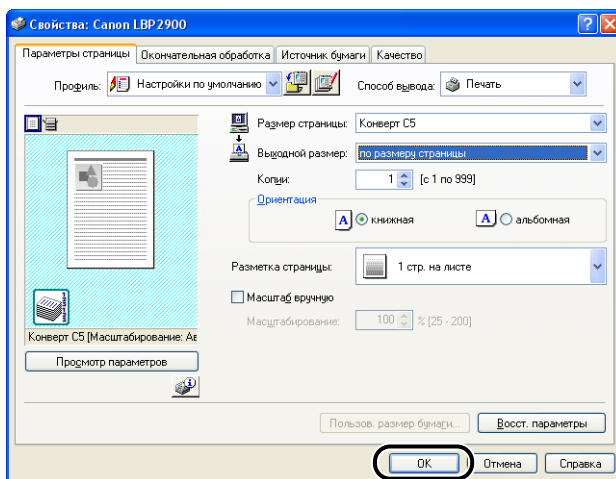 Свойства: Canon LBP2900
Параметры страницы Окончательная обработка Источник бумаги Качество
Профиль: Настройки по умолчанию Способ вывода: Печать
Размер страницы: Конверт C5
Выходной размер: по размеру страницы
Копии: 1 [с 1 по 999]
Ориентация
A книжная A альбомная
Разметка страницы: 1 стр. на листе
Масштаб вручную
Масштабирование: 100 % [25 - 200]
Конверт C5 [Масштабирование: Ав
Просмотр параметров
Пользов. размер бумаги... Восст. параметры
OK Отмена Справка